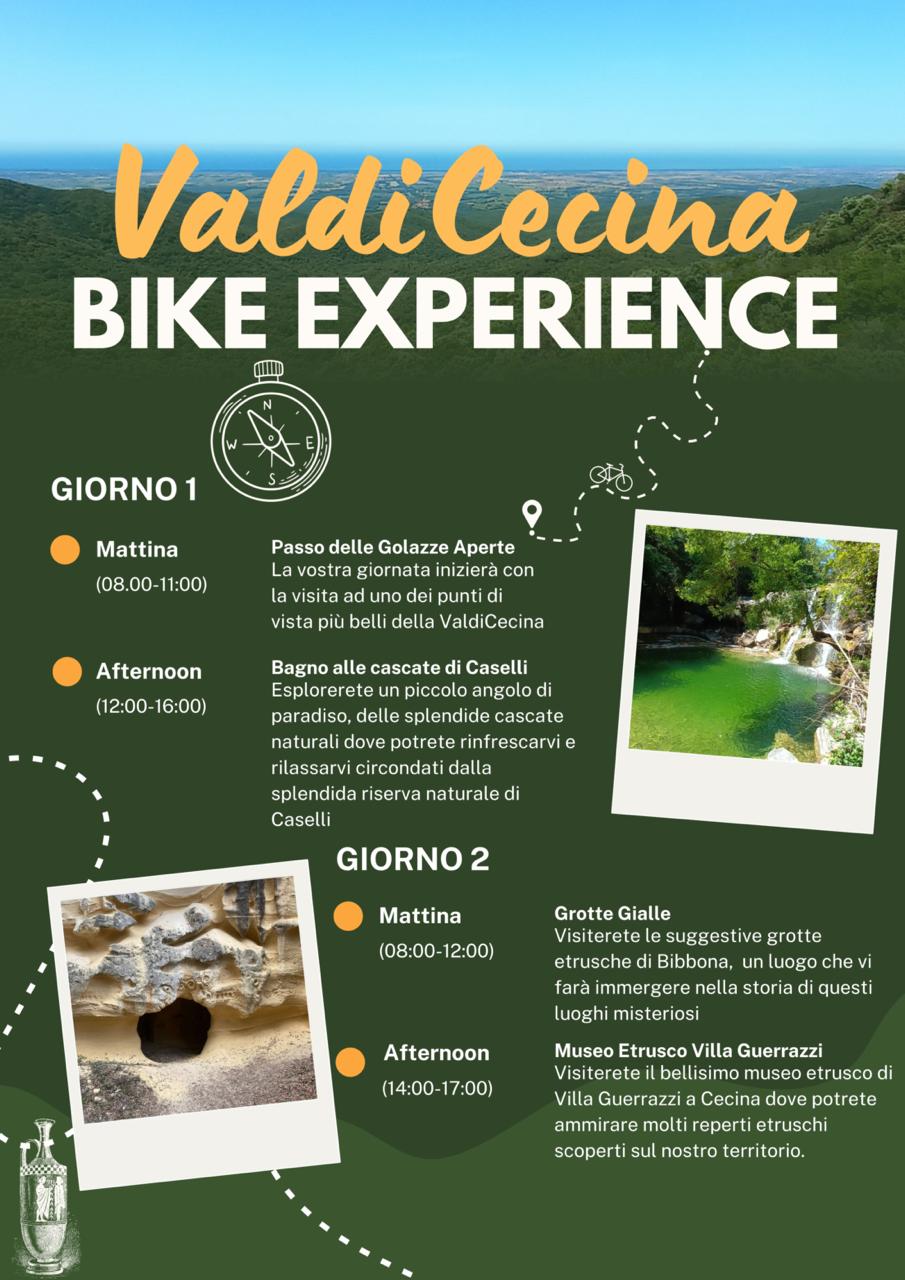 ValdiCecina
BIKE EXPERIENCE
N
W E
S
GIORNO 1
Mattina
(08.00-11:00)
Passo delle Golazze Aperte
La vostra giornata inizierà con
la visita ad uno dei punti di
vista più belli della ValdiCecina
Afternoon
(12:00-16:00)
Bagno alle cascate di Caselli
Esplorerete un piccolo angolo di
paradiso, delle splendide cascate
naturali dove potrete rinfrescarvi e
rilassarvi circondati dalla
splendida riserva naturale di
Caselli
GIORNO 2
Mattina
(08:00-12:00)
Grotte Gialle
Visiterete le suggestive grotte
etrusche di Bibbona, un luogo che vi
farà immergere nella storia di questi
luoghi misteriosi
Afternoon
(14:00-17:00)
Museo Etrusco Villa Guerrazzi
Visiterete il bellisimo museo etrusco di
Villa Guerrazzi a Cecina dove potrete
ammirare molti reperti etruschi
scoperti sul nostro territorio.